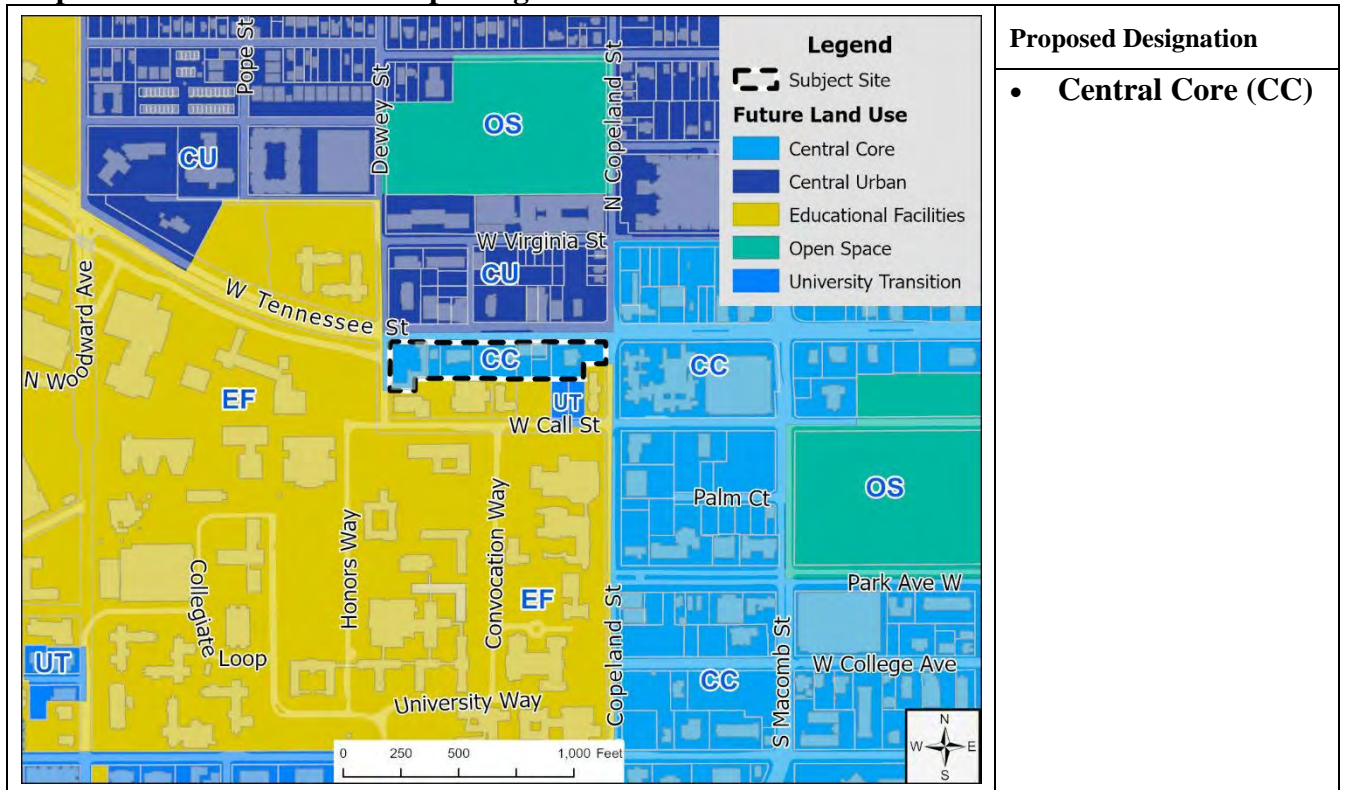 Legend
Subject Site
Future Land Use
Central Core
Central Urban
Educational Facilities
Open Space
University Transition
Pope St
Dewey St
N Copeland St
OS
CU
W Virginia St
CU
N Woodward Ave
W Tennessee St
CC
CC
EF
UT
W Call St
OS
Palm Ct
Honors Way
Convocation Way
Collegiate Loop
EF
Park Ave W
Copeland St
S Macomb St
UT
W College Ave
CC
University Way
0 250 500 1,000 Feet
N
W E
S
Proposed Designation
• Central Core (CC)